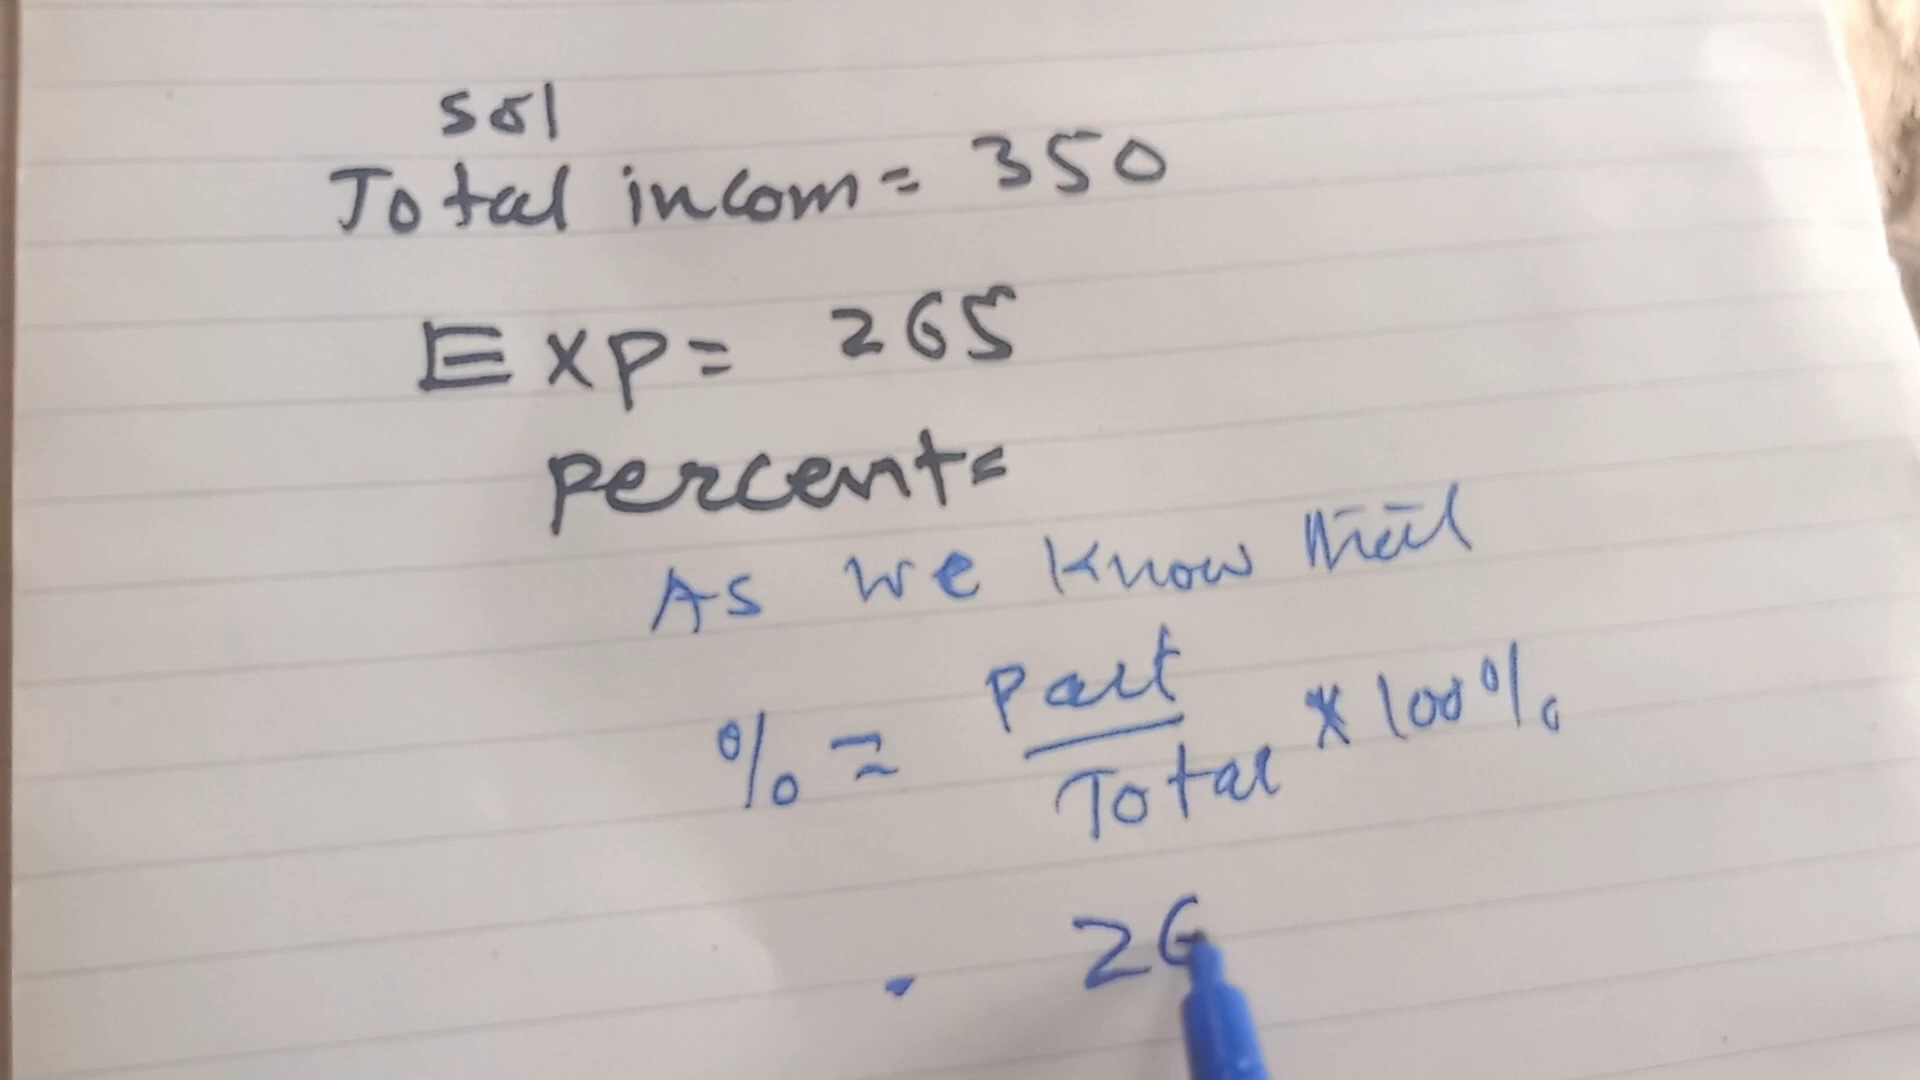 sol
Total incom = 350
Exp = 265
percent =
As we know that
% = Part / Total * 100%
26